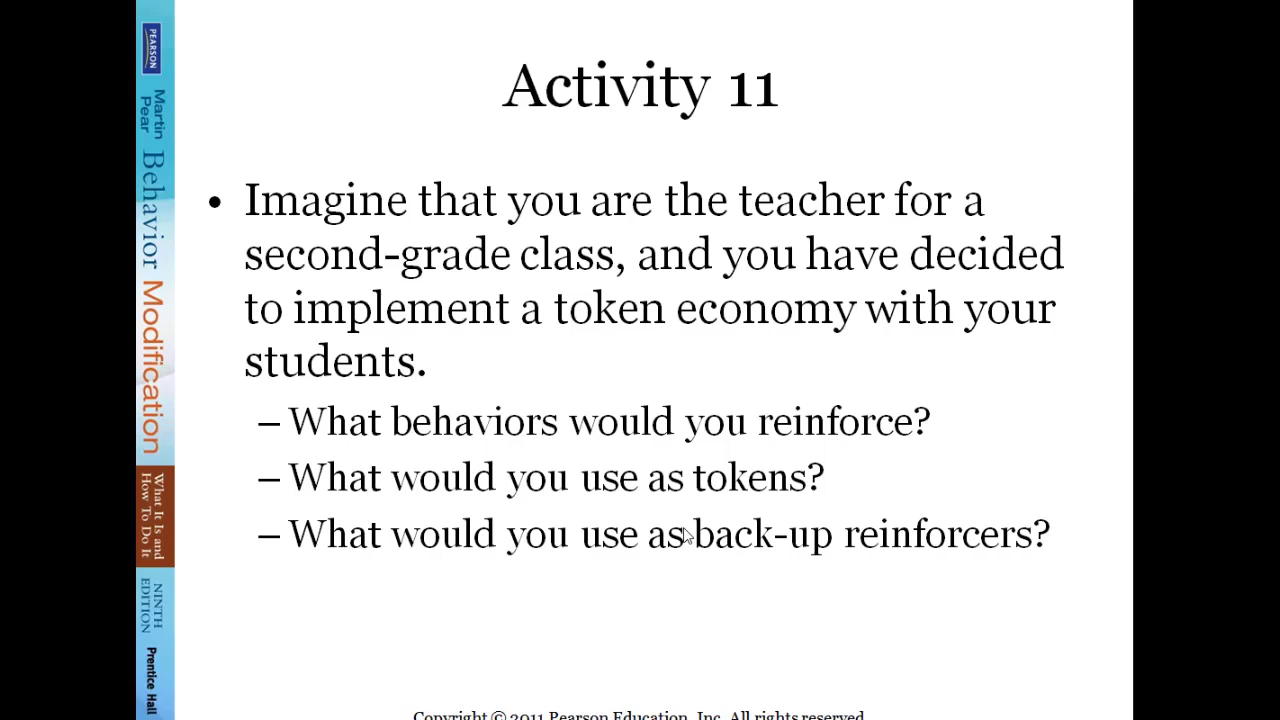 Activity 11
• Imagine that you are the teacher for a
second-grade class, and you have decided
to implement a token economy with your
students.
– What behaviors would you reinforce?
– What would you use as tokens?
– What would you use as back-up reinforcers?
PEARSON
Martin
Pear
Behavior Modification
What It Is and
How To Do It
NINTH
EDITION
Prentice Hall
Copyright © 2011 Pearson Education, Inc. All rights reserved.